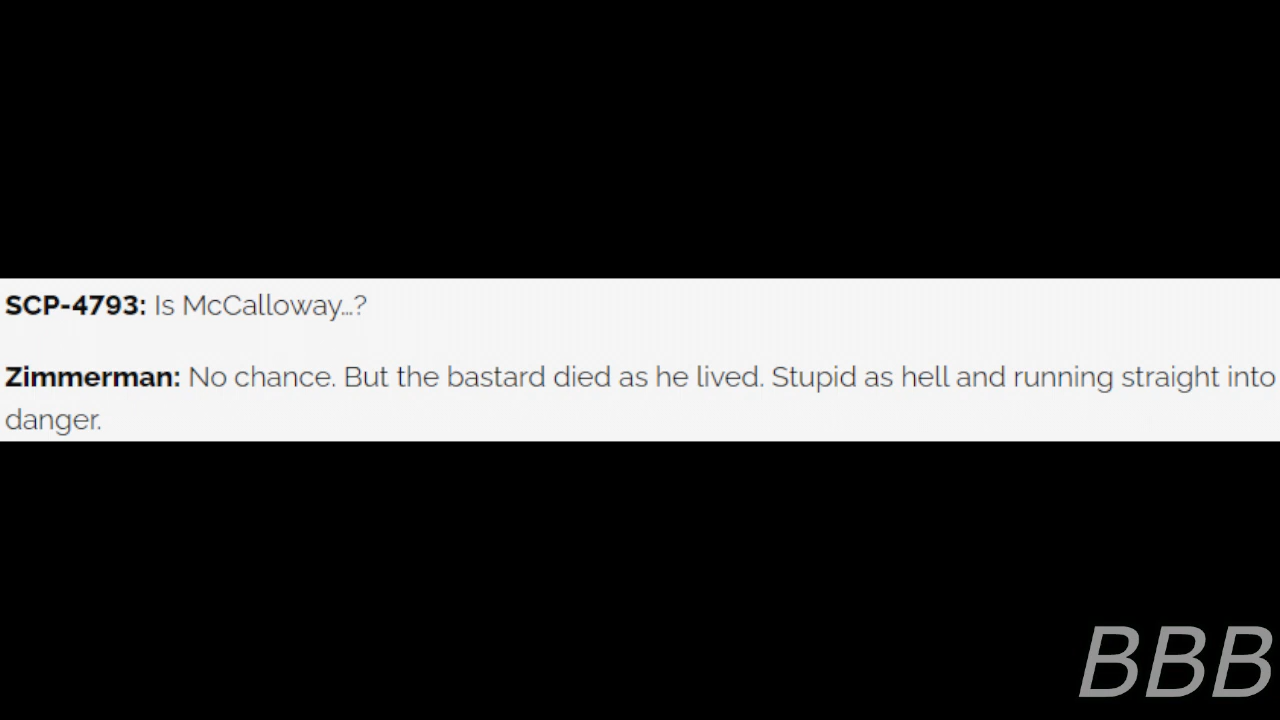 SCP-4793: Is McCalloway...?
Zimmerman: No chance. But the bastard died as he lived. Stupid as hell and running straight into
danger.
BBB